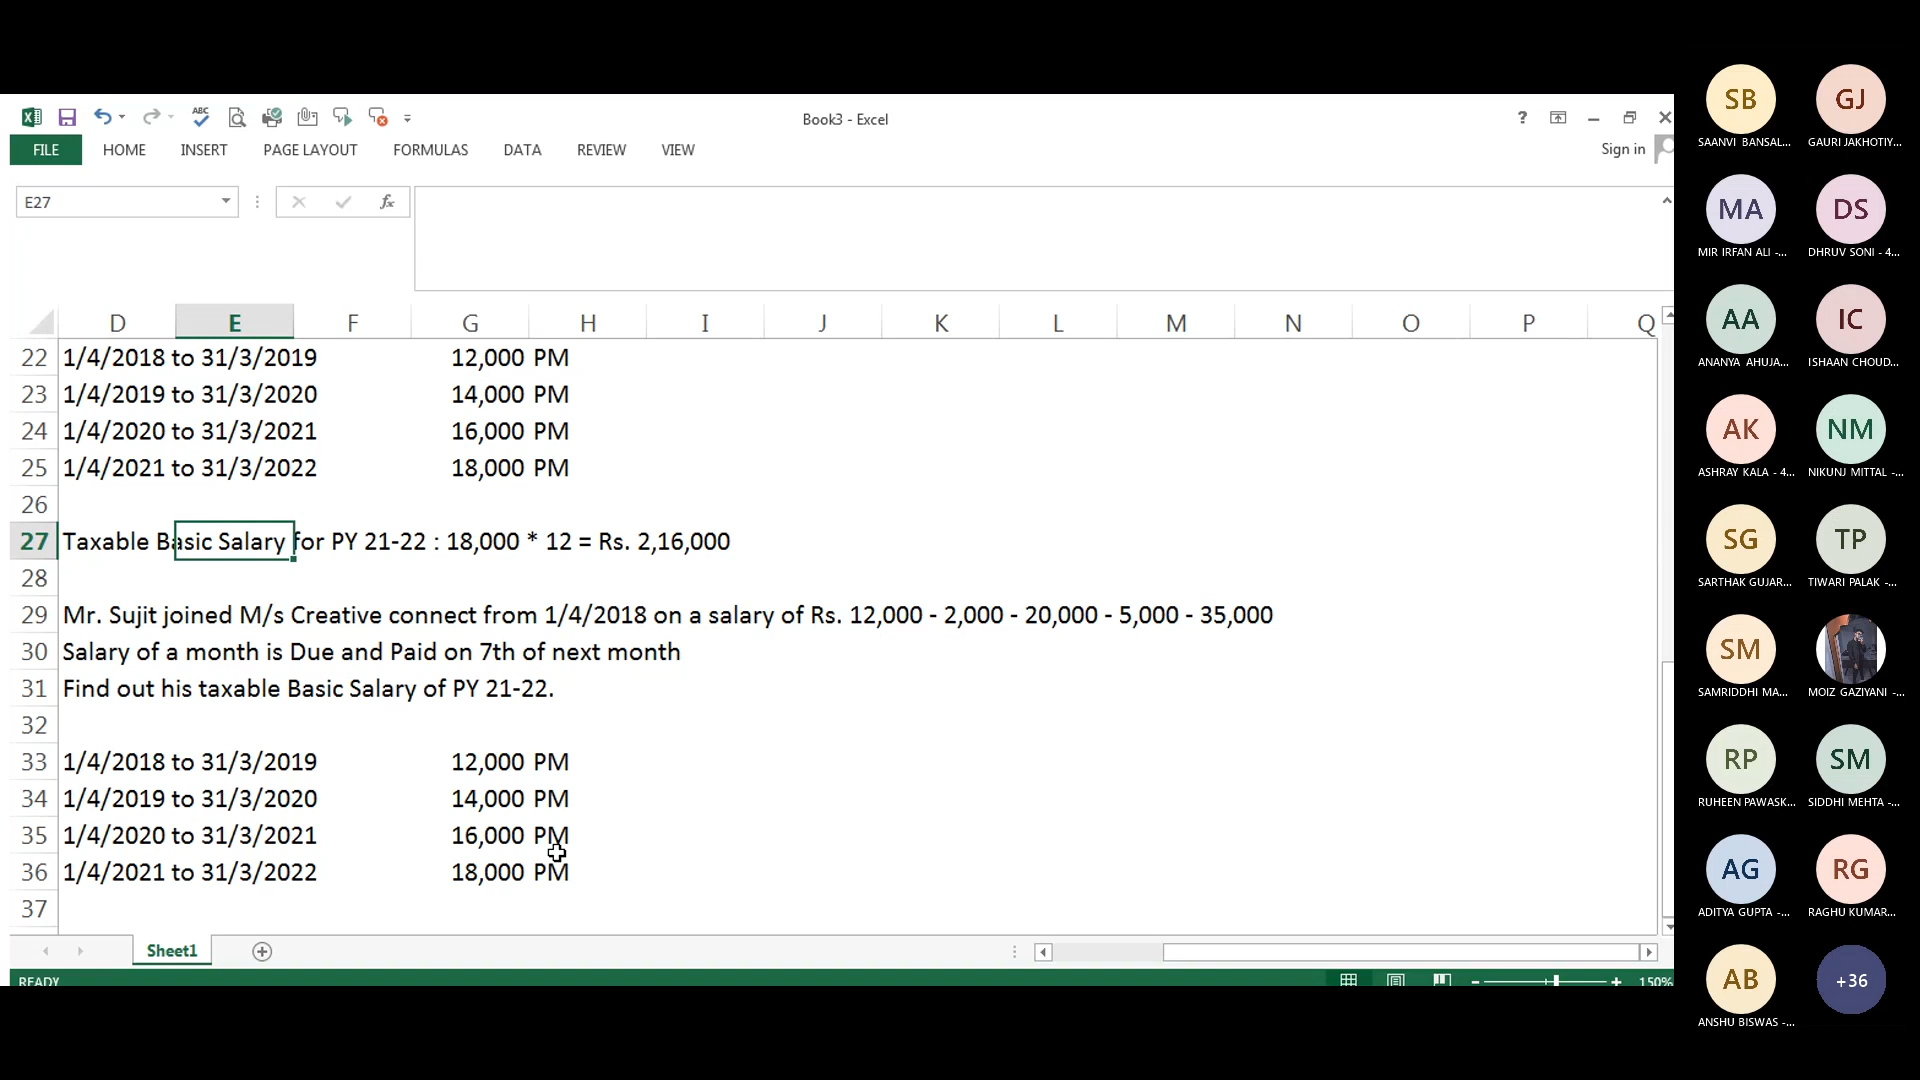 Book3 - Excel
FILE HOME INSERT PAGE LAYOUT FORMULAS DATA REVIEW VIEW
Sign in
E27
D E F G H I J K L M N O P Q
22 1/4/2018 to 31/3/2019 12,000 PM
23 1/4/2019 to 31/3/2020 14,000 PM
24 1/4/2020 to 31/3/2021 16,000 PM
25 1/4/2021 to 31/3/2022 18,000 PM
26
27 Taxable Basic Salary for PY 21-22 : 18,000 * 12 = Rs. 2,16,000
28
29 Mr. Sujit joined M/s Creative connect from 1/4/2018 on a salary of Rs. 12,000 - 2,000 - 20,000 - 5,000 - 35,000
30 Salary of a month is Due and Paid on 7th of next month
31 Find out his taxable Basic Salary of PY 21-22.
32
33 1/4/2018 to 31/3/2019 12,000 PM
34 1/4/2019 to 31/3/2020 14,000 PM
35 1/4/2020 to 31/3/2021 16,000 PM
36 1/4/2021 to 31/3/2022 18,000 PM
37
Sheet1
READY
150%
SB GJ
SAANVI BANSAL... GAURI JAKHOTIY...
MA DS
MIR IRFAN ALI -... DHRUV SONI - 4...
AA IC
ANANYA AHUJA... ISHAAN CHOUD...
AK NM
ASHRAY KALA - 4... NIKUNJ MITTAL -...
SG TP
SARTHAK GUJAR... TIWARI PALAK -...
SM
SAMRIDDHI MA... MOIZ GAZIYANI -...
RP SM
RUHEEN PAWASK... SIDDHI MEHTA -...
AG RG
ADITYA GUPTA -... RAGHU KUMAR...
AB +36
ANSHU BISWAS -...